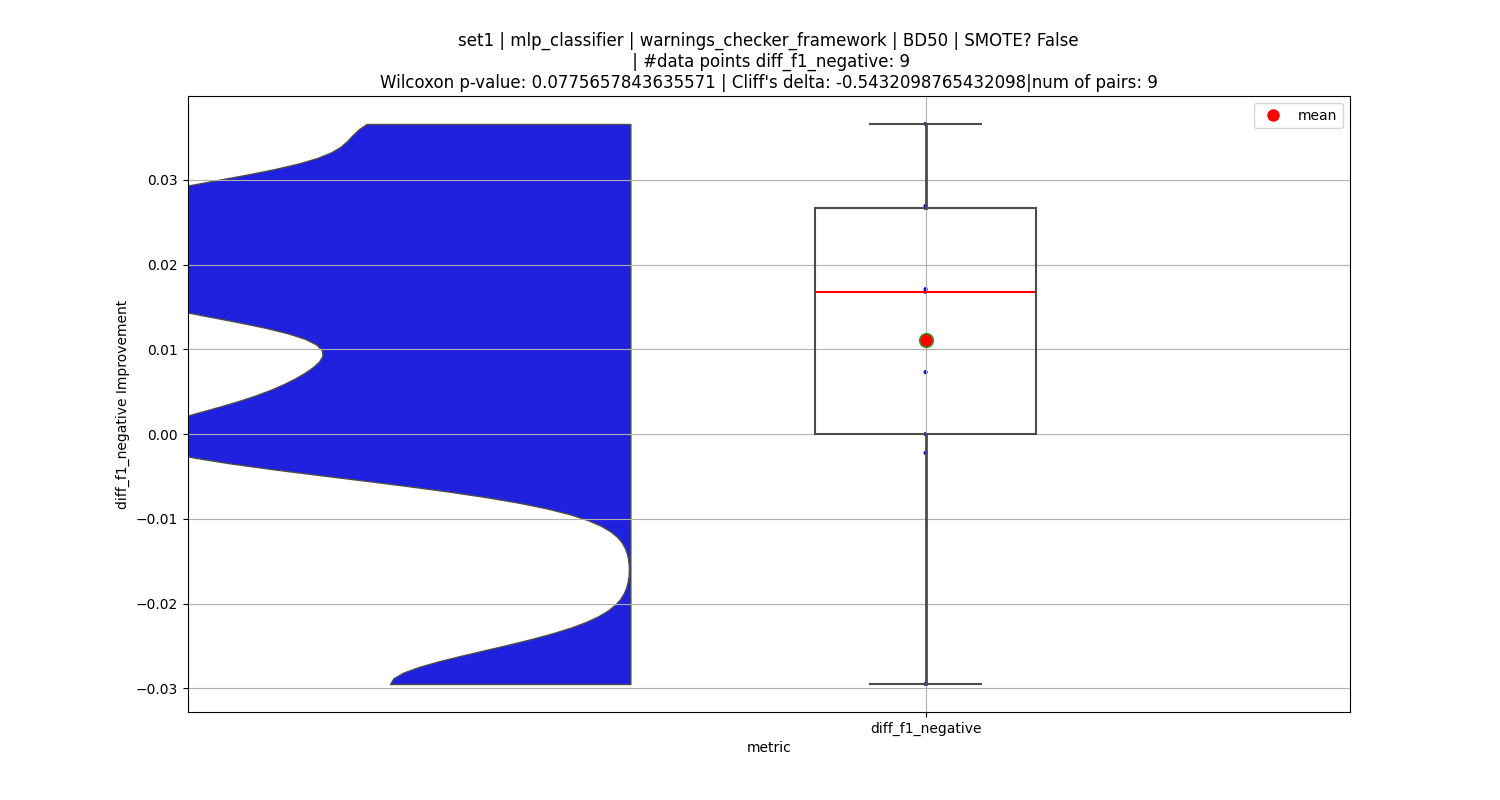 set1 | mlp_classifier | warnings_checker_framework | BD50 | SMOTE? False
| #data points diff_f1_negative: 9
Wilcoxon p-value: 0.0775657843635571 | Cliff's delta: -0.5432098765432098|num of pairs: 9
mean
0.03
0.02
0.01
0.00
−0.01
−0.02
−0.03
diff_f1_negative Improvement
diff_f1_negative
metric